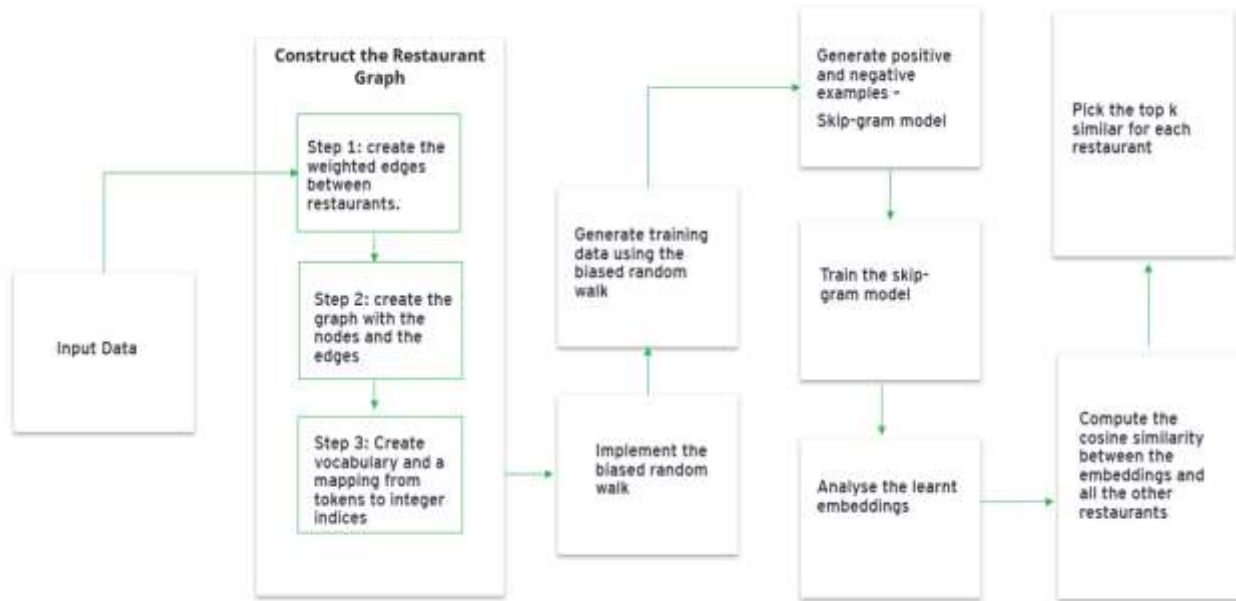 Input Data
Construct the Restaurant
Graph
Step 1: create the
weighted edges
between
restaurants.
Step 2: create the
graph with the
nodes and the
edges
Step 3: Create
vocabulary and a
mapping from
tokens to integer
indices
Implement the
biased random
walk
Generate training
data using the
biased random
walk
Generate positive
and negative
examples -
Skip-gram model
Train the skip-
gram model
Analyse the learnt
embeddings
Compute the
cosine similarity
between the
embeddings and
all the other
restaurants
Pick the top k
similar for each
restaurant